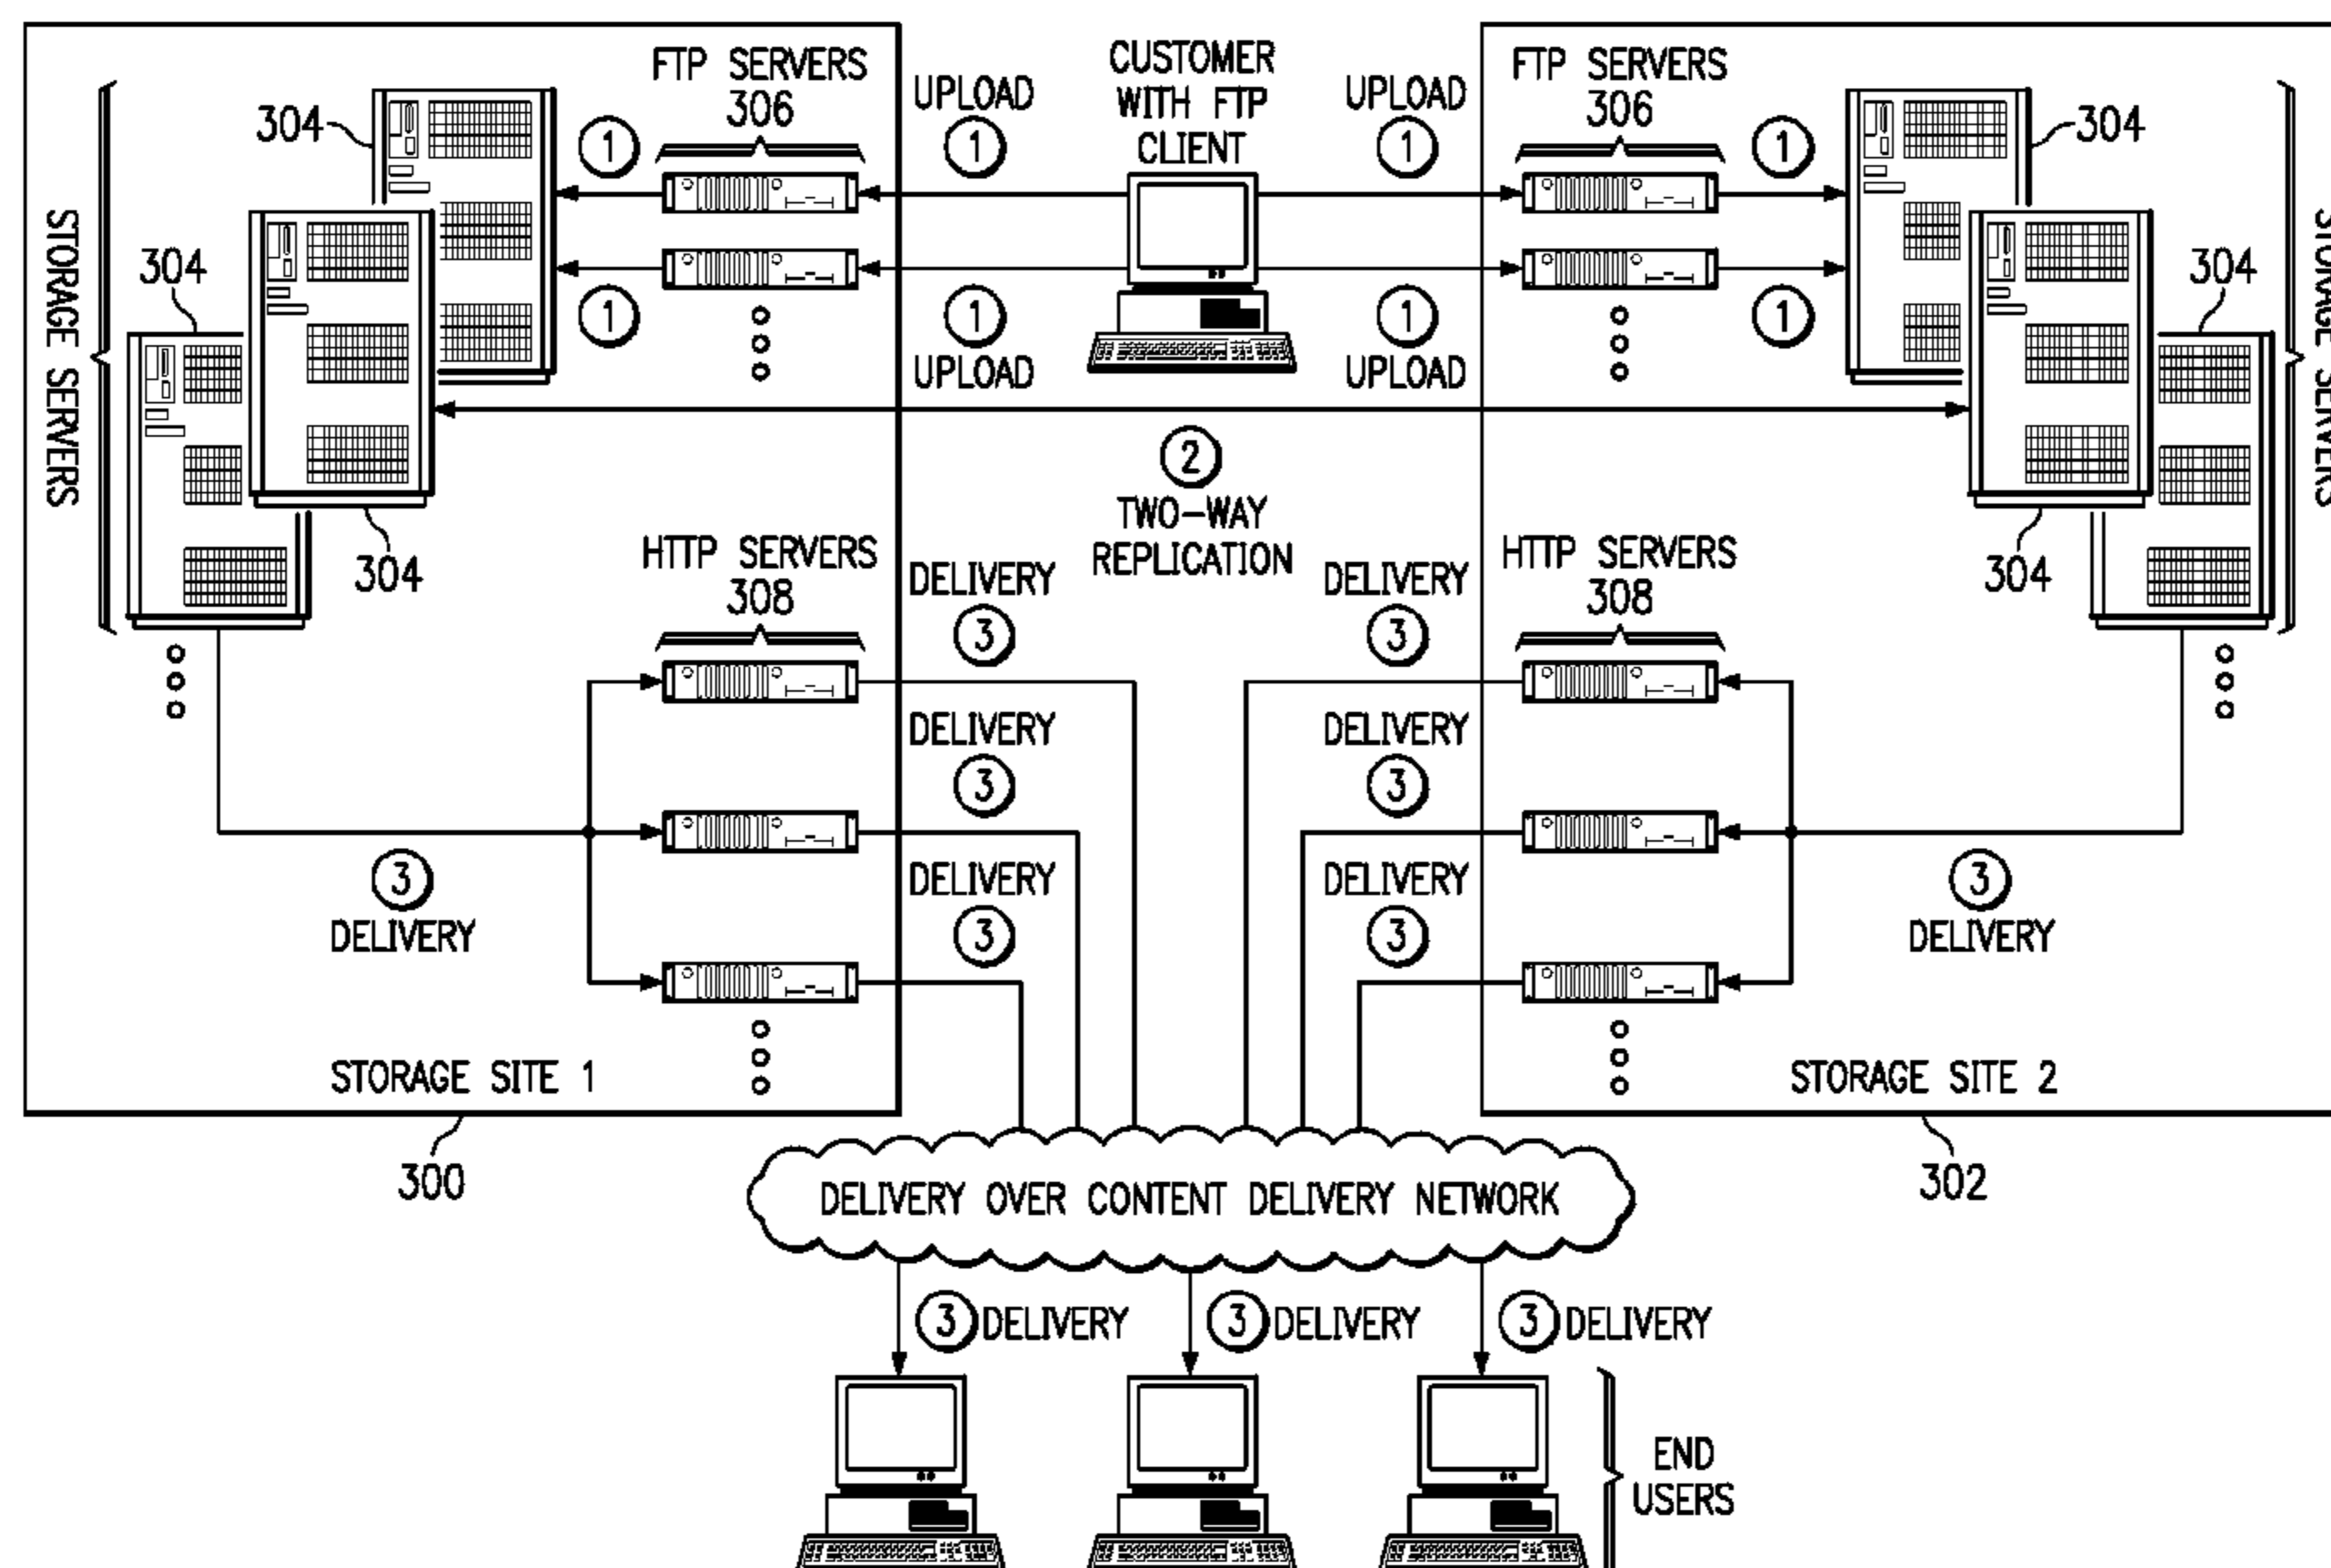 FTP SERVERS
306
UPLOAD
1
1
CUSTOMER
WITH FTP
CLIENT
UPLOAD
1
FTP SERVERS
306
1
304
304
STORAGE SERVERS
304
304
1
1
UPLOAD
1
UPLOAD
1
304
STORAGE SERVERS
2
TWO-WAY
REPLICATION
304
HTTP SERVERS
308
DELIVERY
3
DELIVERY
3
HTTP SERVERS
308
DELIVERY
3
DELIVERY
3
3
DELIVERY
DELIVERY
3
DELIVERY
3
3
DELIVERY
STORAGE SITE 1
STORAGE SITE 2
300
302
DELIVERY OVER CONTENT DELIVERY NETWORK
3 DELIVERY
3 DELIVERY
3 DELIVERY
END
USERS